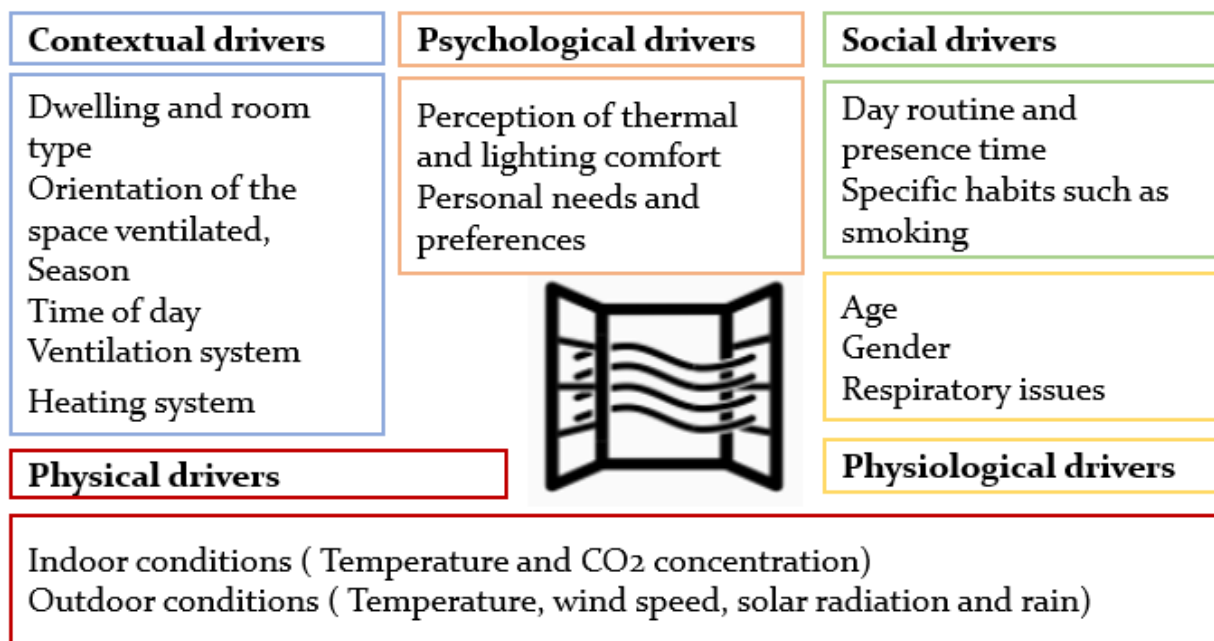 Contextual drivers
Dwelling and room
type
Orientation of the
space ventilated,
Season
Time of day
Ventilation system
Heating system
Psychological drivers
Perception of thermal
and lighting comfort
Personal needs and
preferences
Social drivers
Day routine and
presence time
Specific habits such as
smoking
Age
Gender
Respiratory issues
Physiological drivers
Physical drivers
Indoor conditions ( Temperature and CO2 concentration)
Outdoor conditions ( Temperature, wind speed, solar radiation and rain)